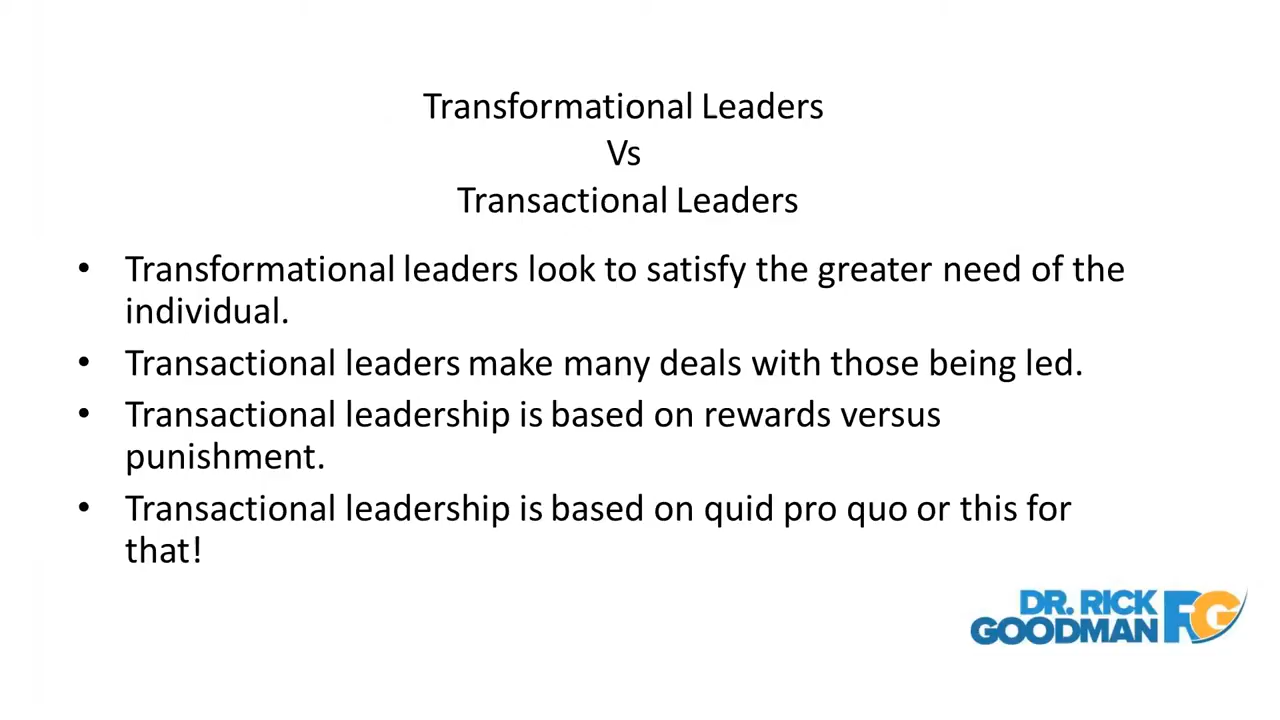 Transformational Leaders
Vs
Transactional Leaders
• Transformational leaders look to satisfy the greater need of the
individual.
• Transactional leaders make many deals with those being led.
• Transactional leadership is based on rewards versus
punishment.
• Transactional leadership is based on quid pro quo or this for
that!
DR. RICK
GOODMAN RG